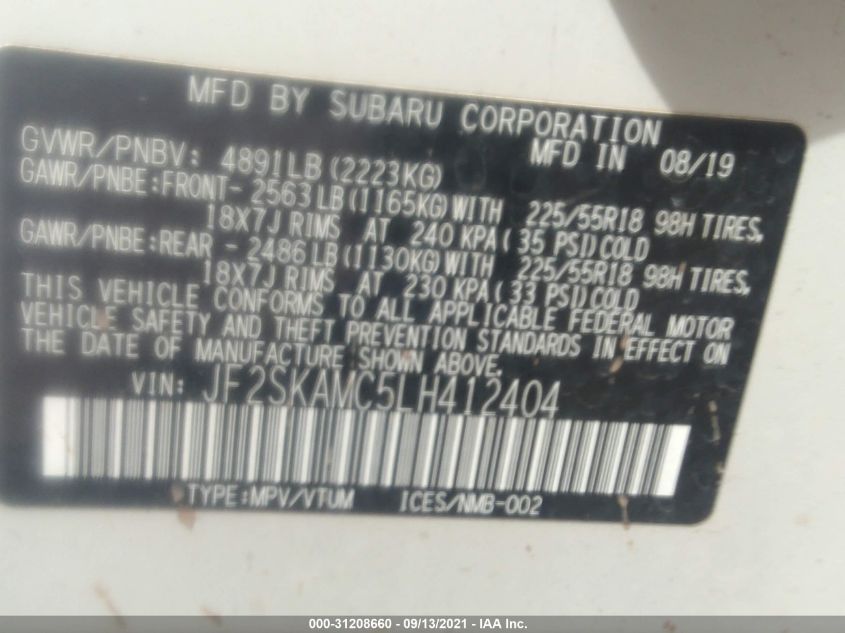 MFD BY SUBARU CORPORATION
GVWR/PNBV: 4891LB(2223KG) MFD IN 08/19
GAWR/PNBE:FRONT- 2563LB(1165KG)WITH 225/55R18 98H TIRES,
18X7J RIMS AT 240 KPA(35 PSI)COLD
GAWR/PNBE:REAR - 2486LB(1130KG)WITH 225/55R18 98H TIRES,
18X7J RIMS AT 230 KPA(33 PSI)COLD
THIS VEHICLE CONFORMS TO ALL APPLICABLE FEDERAL MOTOR
VEHICLE SAFETY AND THEFT PREVENTION STANDARDS IN EFFECT ON
THE DATE OF MANUFACTURE SHOWN ABOVE.
VIN: JF2SKAMC5LH412404
TYPE:MPV/VTUM ICES/NMB-002
000-31208660 - 09/13/2021 - IAA Inc.